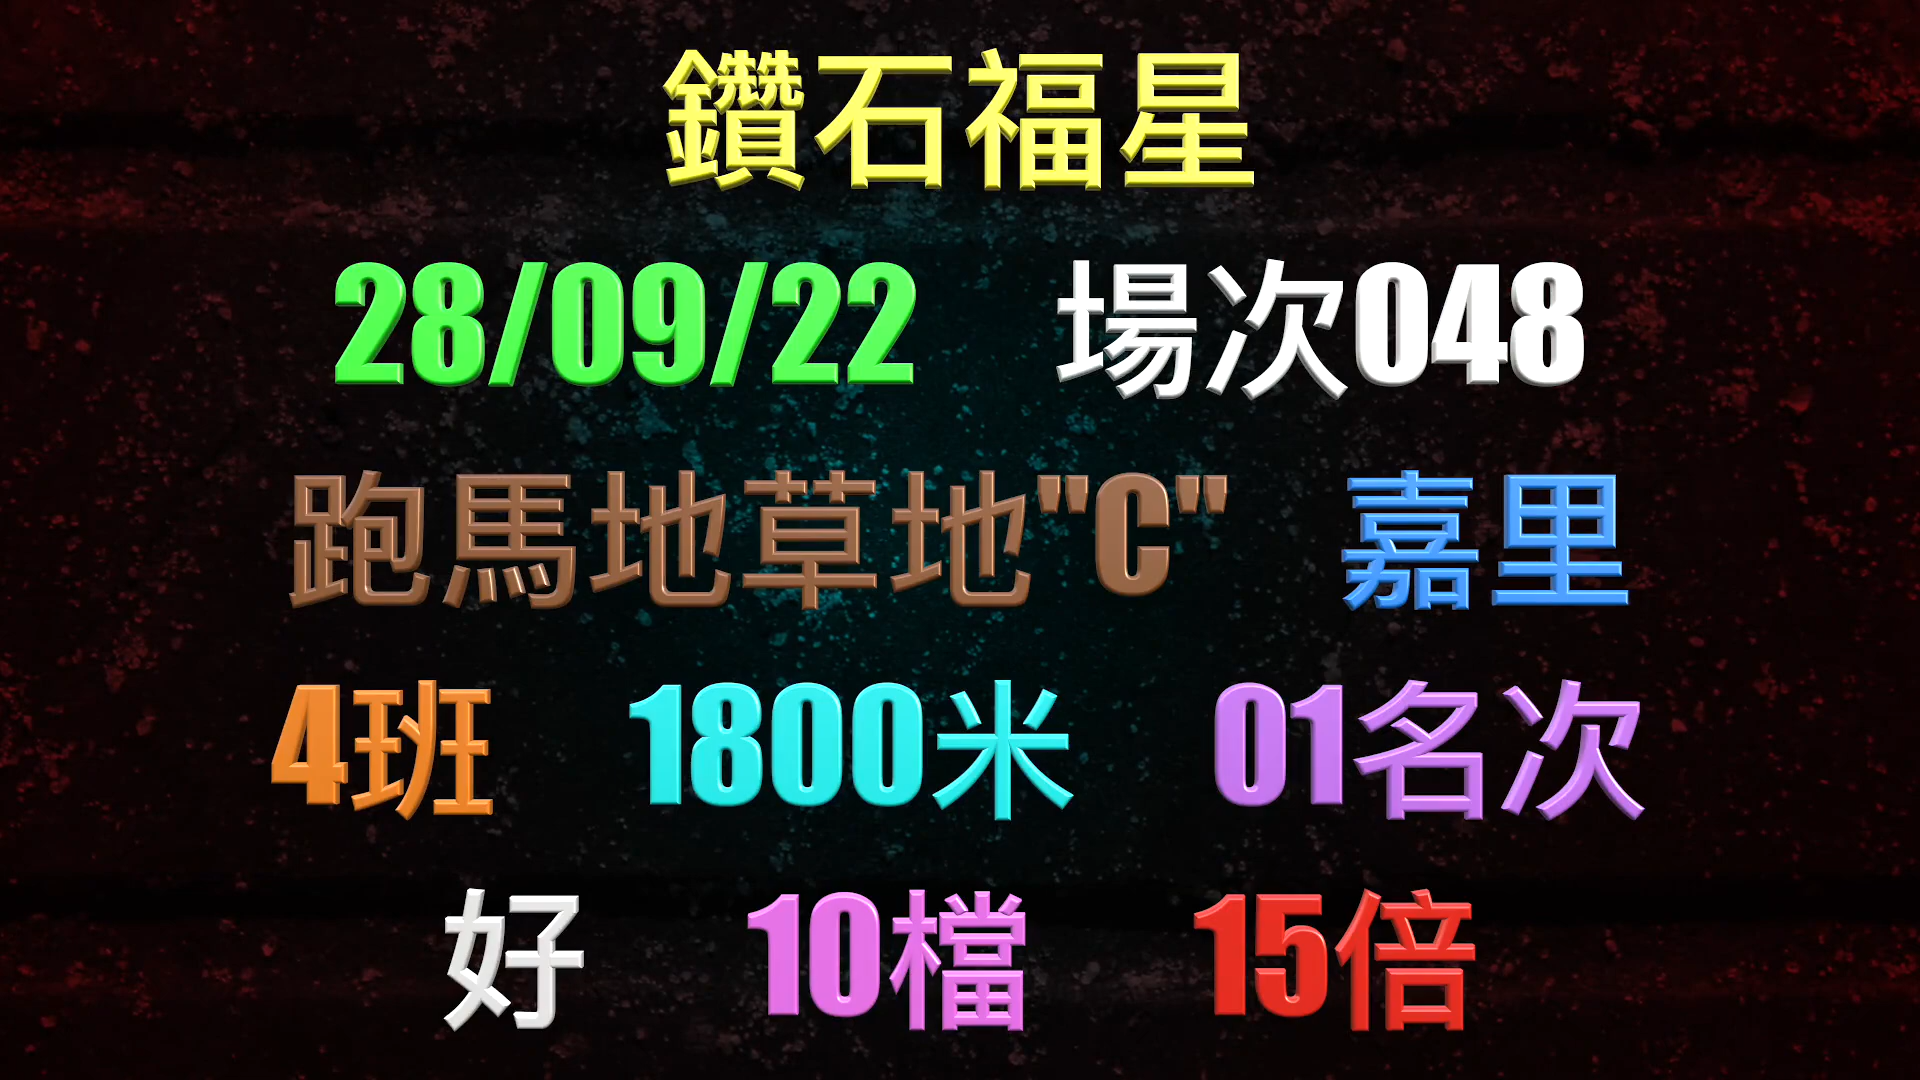 鑽石福星
28/09/22 場次048
跑馬地草地"C" 嘉里
4班 1800米 01名次
好 10檔 15倍